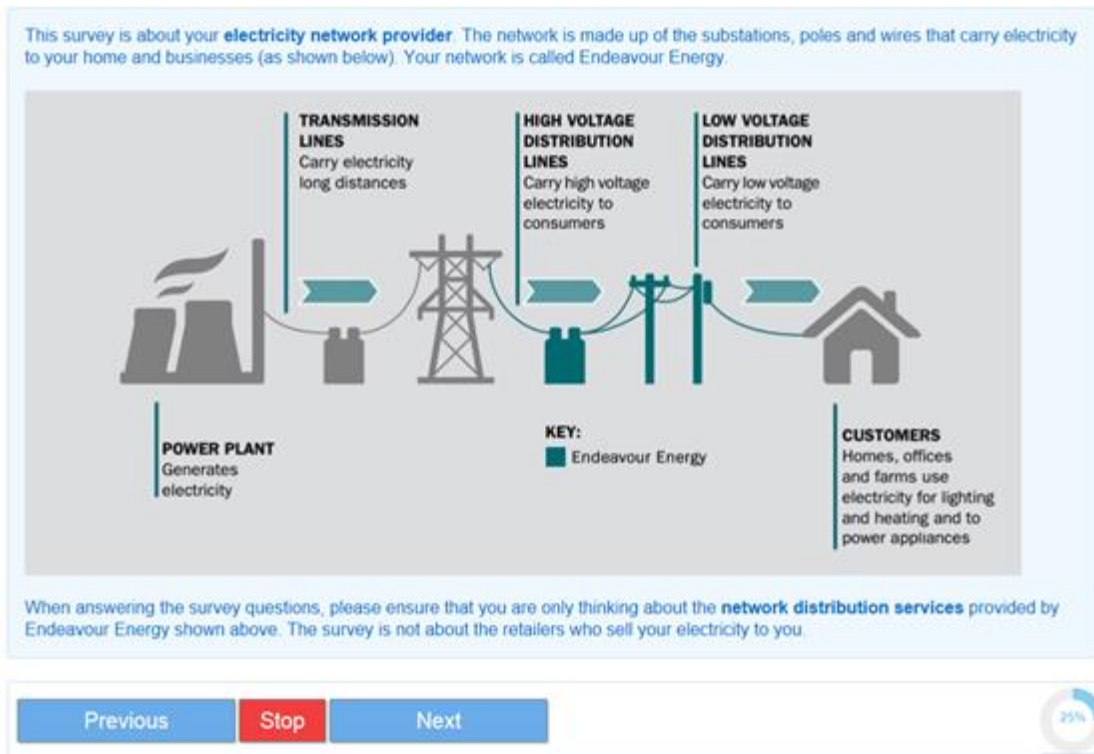 This survey is about your electricity network provider. The network is made up of the substations, poles and wires that carry electricity
to your home and businesses (as shown below). Your network is called Endeavour Energy.
TRANSMISSION
LINES
Carry electricity
long distances
HIGH VOLTAGE
DISTRIBUTION
LINES
Carry high voltage
electricity to
consumers
LOW VOLTAGE
DISTRIBUTION
LINES
Carry low voltage
electricity to
consumers
POWER PLANT
Generates
electricity
KEY:
Endeavour Energy
CUSTOMERS
Homes, offices
and farms use
electricity for lighting
and heating and to
power appliances
When answering the survey questions, please ensure that you are only thinking about the network distribution services provided by
Endeavour Energy shown above. The survey is not about the retailers who sell your electricity to you.
Previous
Stop
Next
25%